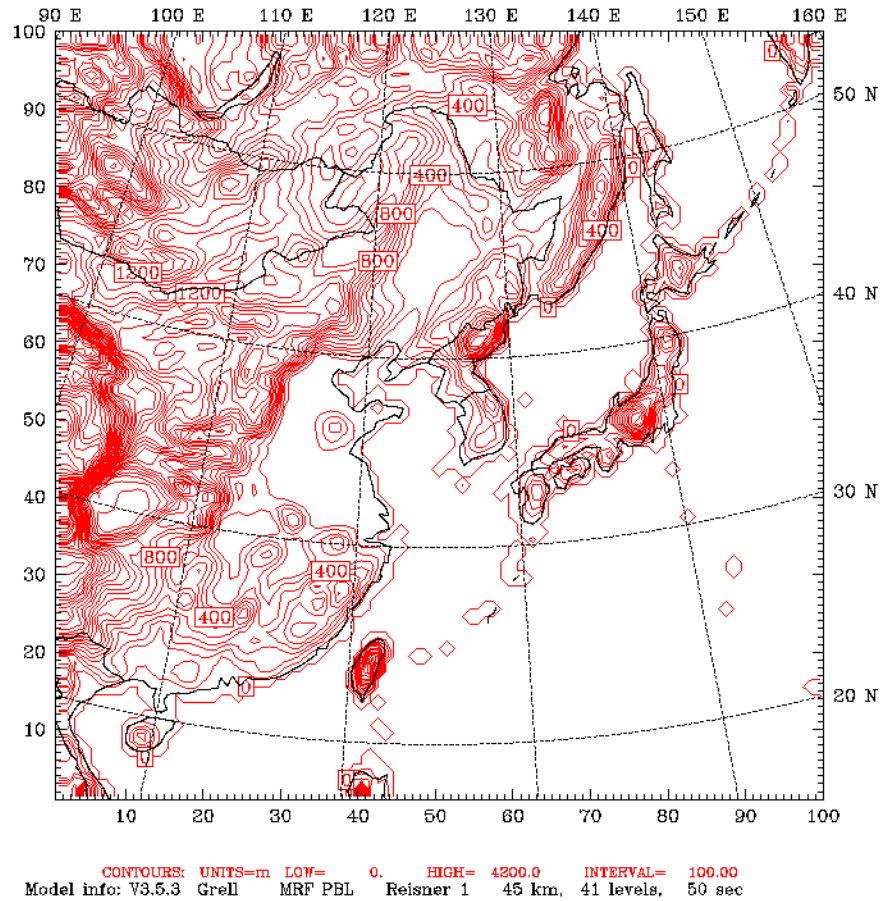 90 E 100 E 110 E 120 E 130 E 140 E 150 E 160 E
100
0
90 400 0 50 N
80 400
800 400
70 800
1200
1200 0 40 N
60
50 0
0
40 30 N
800
30 400
400
20 0 20 N
10 0 0
10 20 30 40 50 60 70 80 90 100
CONTOURS: UNITS=m LOW= 0. HIGH= 4200.0 INTERVAL= 100.00
Model info: V3.5.3 Grell MRF PBL Reisner 1 45 km, 41 levels, 50 sec